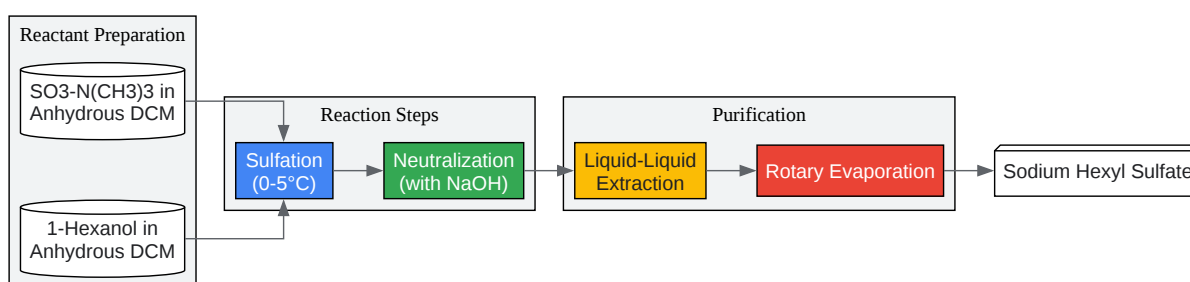 Reactant Preparation
SO3-N(CH3)3 in
Anhydrous DCM
1-Hexanol in
Anhydrous DCM
Reaction Steps
Sulfation
(0-5°C)
Neutralization
(with NaOH)
Purification
Liquid-Liquid
Extraction
Rotary Evaporation
Sodium Hexyl Sulfate